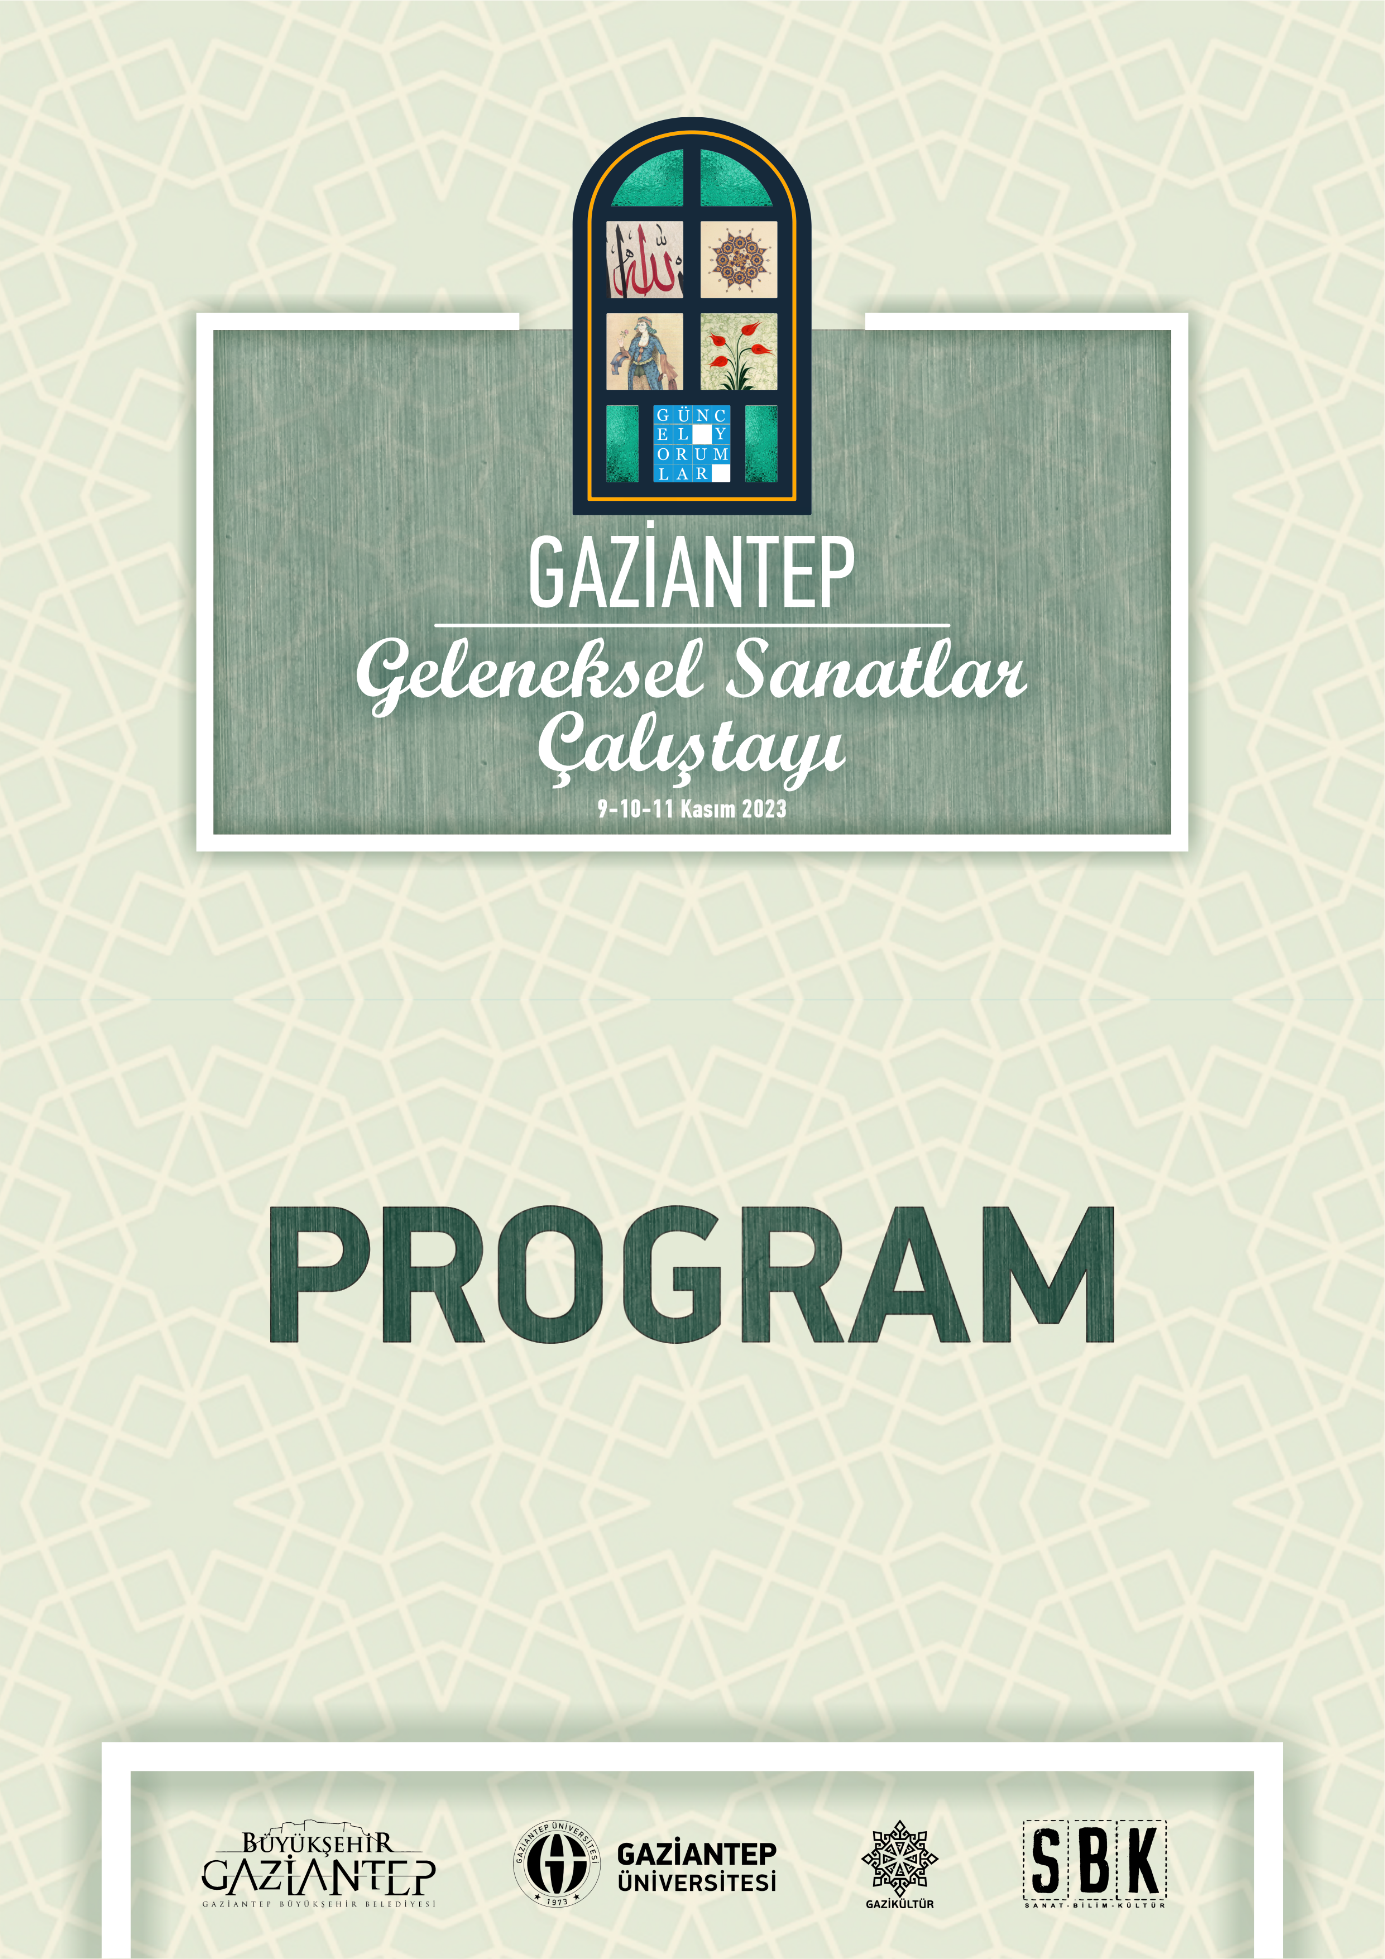 الله
GÜNC
EL Y
ORUM
LAR
GAZİANTEP
Geleneksel Sanatlar
Çalıştayı
9-10-11 Kasım 2023
PROGRAM
BÜYÜKŞEHİR
GAZİANTEP
GAZİANTEP BÜYÜKŞEHİR BELEDİYESİ
GAZİANTEP ÜNİVERSİTESİ
1973
GAZİANTEP
ÜNİVERSİTESİ
GAZİKÜLTÜR
SBK
SANAT-BİLİM-KÜLTÜR